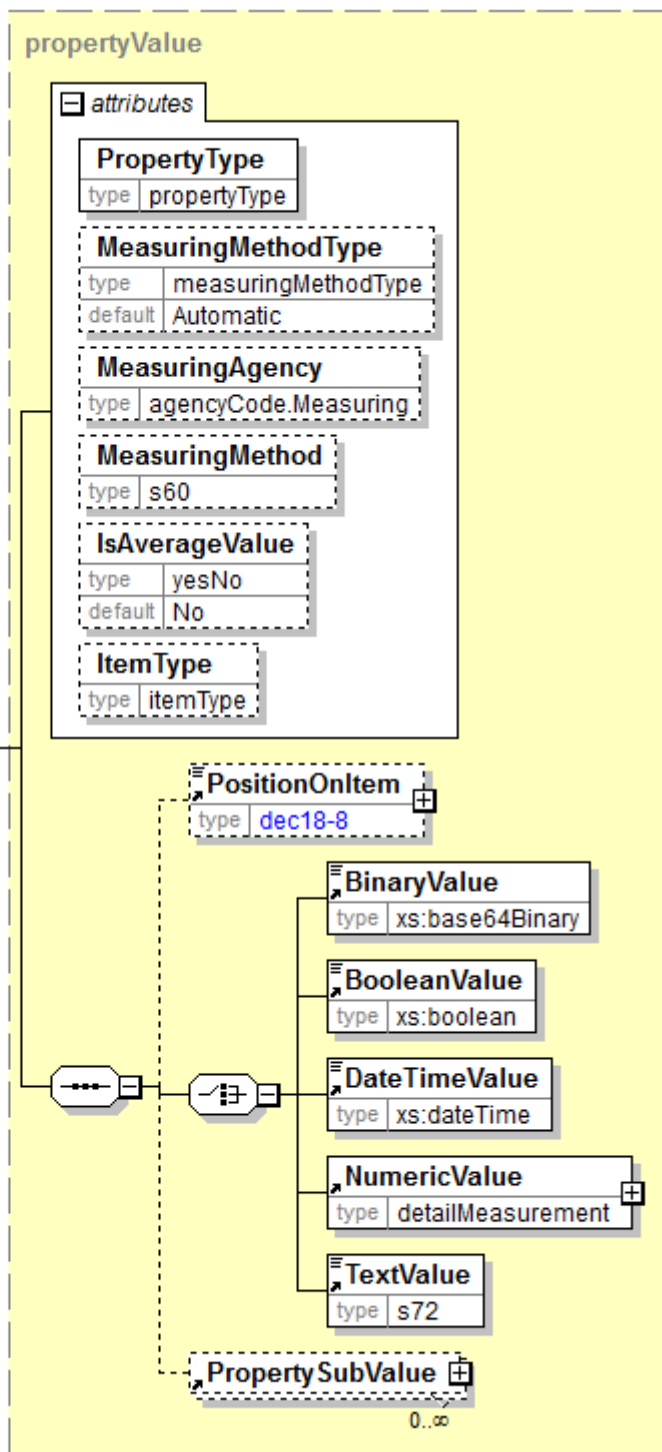 propertyValue
attributes
PropertyType
type propertyType
MeasuringMethodType
type measuringMethodType
default Automatic
MeasuringAgency
type agencyCode.Measuring
MeasuringMethod
type s60
IsAverageValue
type yesNo
default No
ItemType
type itemType
PositionOnItem
type dec18-8
BinaryValue
type xs:base64Binary
BooleanValue
type xs:boolean
DateTimeValue
type xs:dateTime
NumericValue
type detailMeasurement
TextValue
type s72
PropertySubValue
0..∞